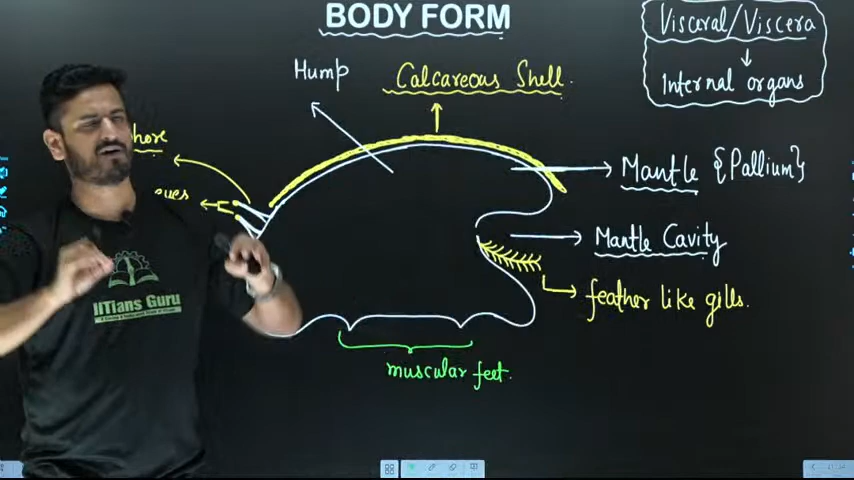 BODY FORM
Visceral/Viscera
Internal organs
Hump
Calcareous Shell
Mantle {Pallium}
Mantle Cavity
feather like gills.
muscular feet.
IITians GURU